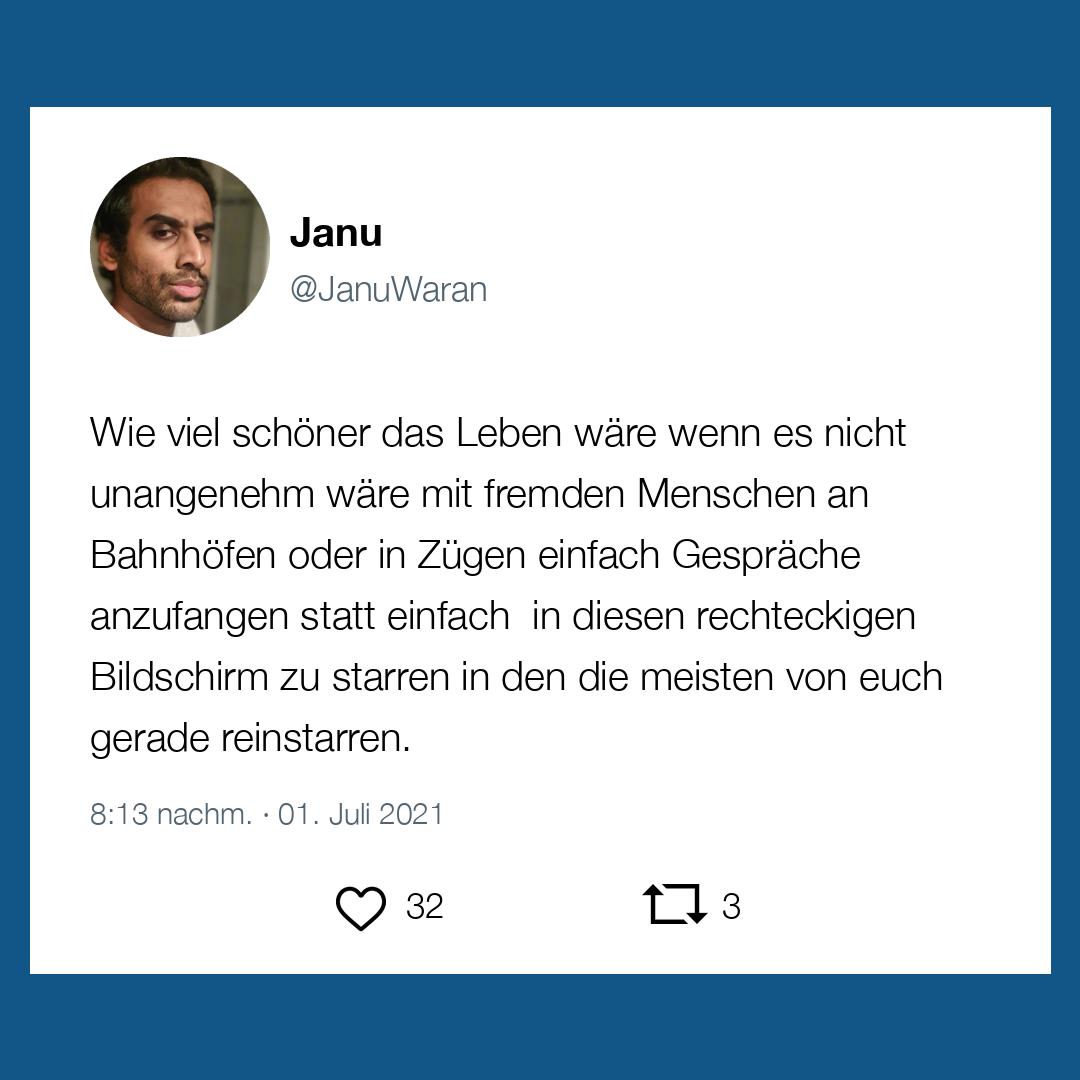 Janu
@JanuWaran
Wie viel schöner das Leben wäre wenn es nicht
unangenehm wäre mit fremden Menschen an
Bahnhöfen oder in Zügen einfach Gespräche
anzufangen statt einfach  in diesen rechteckigen
Bildschirm zu starren in den die meisten von euch
gerade reinstarren.
8:13 nachm. · 01. Juli 2021
32 3